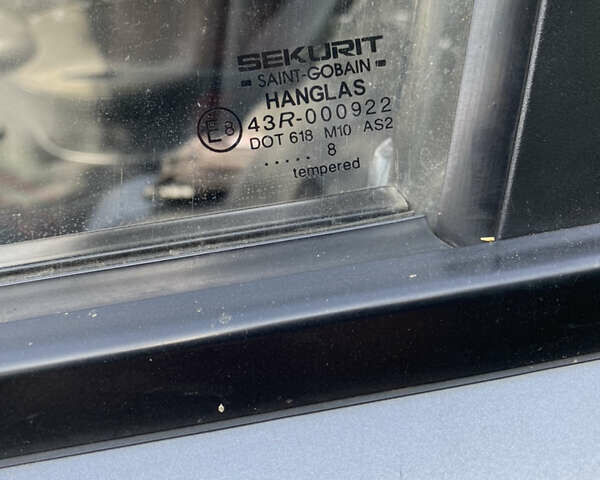 SEKURIT
SAINT-GOBAIN
HANGLAS
E8 43R-000922
DOT 618 M10 AS2
..... 8
tempered